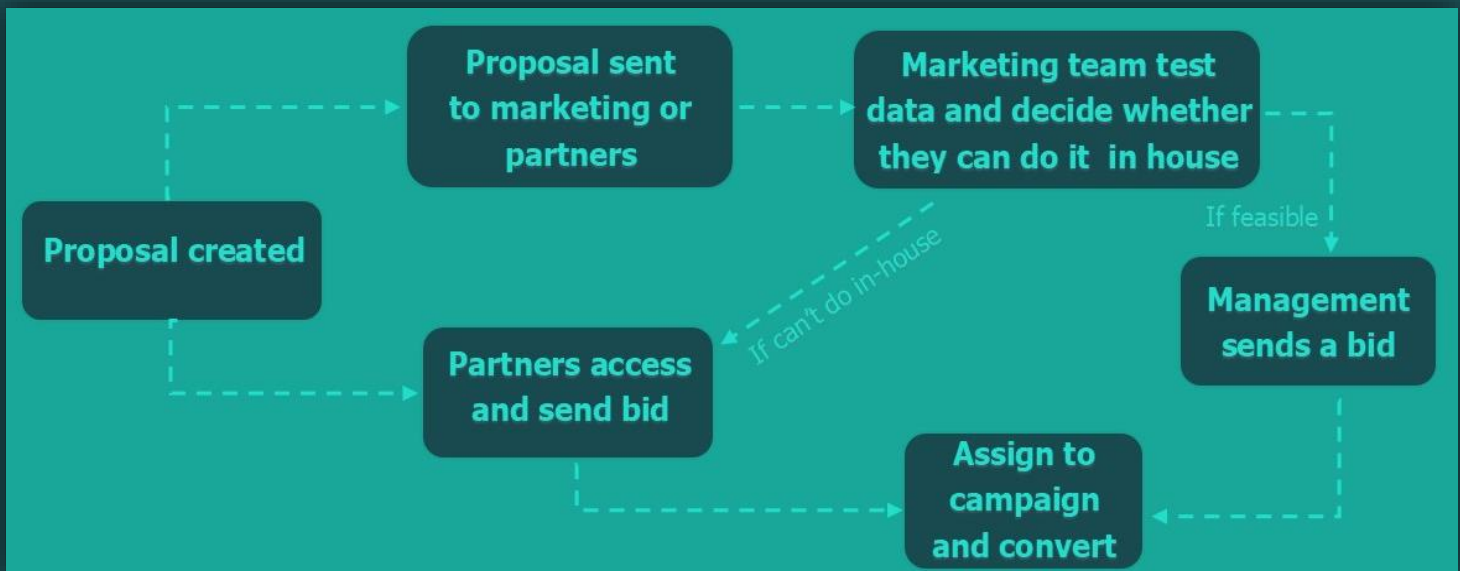 Proposal sent
to marketing or
partners
Marketing team test
data and decide whether
they can do it in house
Proposal created
If feasible
If can't do in-house
Management
sends a bid
Partners access
and send bid
Assign to
campaign
and convert